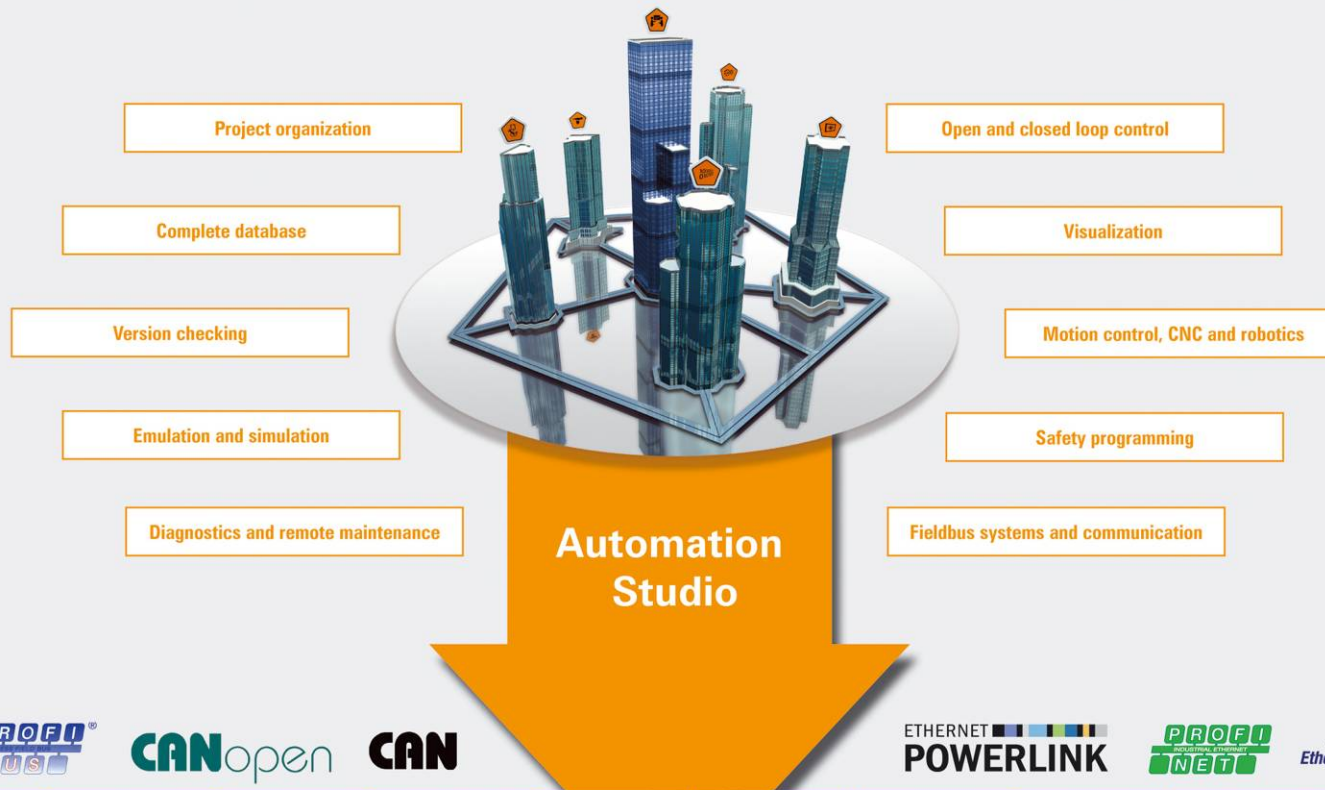 Project organization
Open and closed loop control
Complete database
Visualization
Version checking
Motion control, CNC and robotics
Emulation and simulation
Safety programming
Diagnostics and remote maintenance
Fieldbus systems and communication
Automation
Studio
CANopen
CAN
ETHERNET
POWERLINK
PROFI
INDUSTRIAL ETHERNET
NET